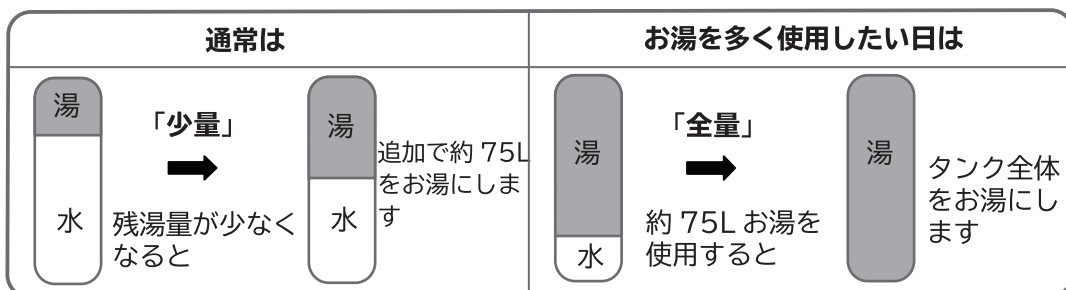 通常は
お湯を多く使用したい日は
湯
水
「少量」
残湯量が少なく
なると
湯
水
追加で約 75L
をお湯にしま
す
湯
水
「全量」
約 75L お湯を
使用すると
湯
タンク全体
をお湯にし
ます